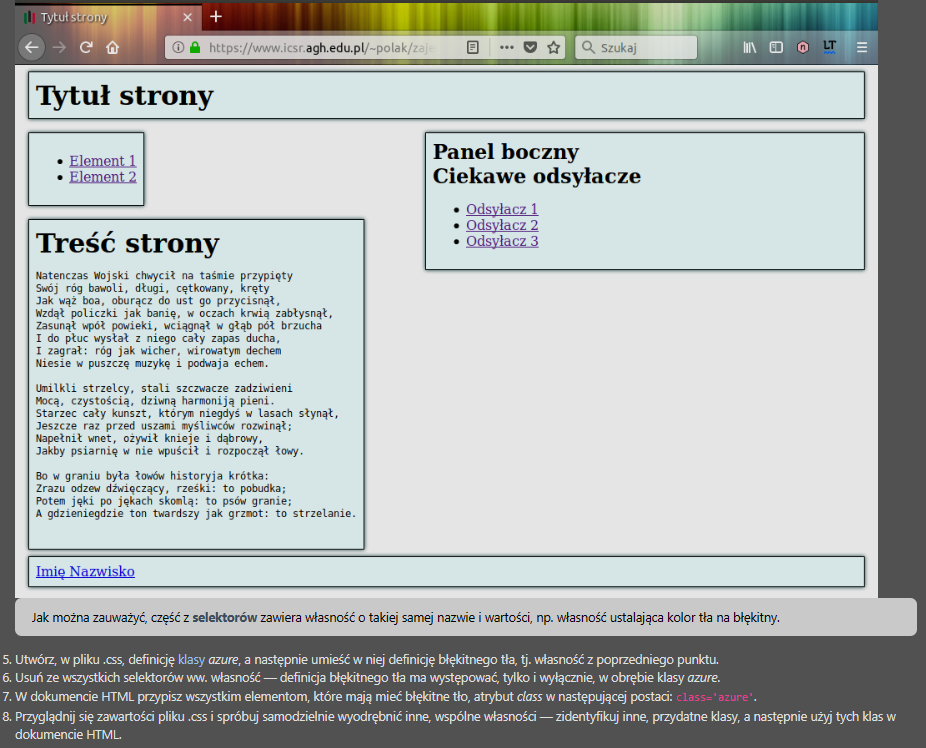 Tytuł strony
https://www.icsr.agh.edu.pl/~polak/zaję
Szukaj
LT
Tytuł strony
Element 1
Element 2
Panel boczny
Ciekawe odsyłacze
Odsyłacz 1
Odsyłacz 2
Odsyłacz 3
Treść strony
Natenczas Wojski chwycił na taśmie przypięty
Swój róg bawoli, długi, cętkowany, kręty
Jak wąż boa, oburącz do ust go przycisnął,
Wzdął policzki jak banię, w oczach krwią zabłysnął,
Zasunął wpół powieki, wciągnął w głąb pół brzucha
I do płuc wysłał z niego cały zapas ducha,
I zagrał: róg jak wicher, wirowatym dechem
Niesie w puszczę muzykę i podwaja echem.
Umilkli strzelcy, stali szczwacze zadziwieni
Mocą, czystością, dziwną harmoniją pieni.
Starzec cały kunszt, którym niegdyś w lasach słynął,
Jeszcze raz przed uszami myśliwców rozwinął;
Napełnił wnet, ożywił knieje i dąbrowy,
Jakby psiarnię w nie wpuścił i rozpoczął łowy.
Bo w graniu była łowów historyja krótka:
Zrazu odzew dźwięczący, rześki: to pobudka;
Potem jęki po jękach skomlą: to psów granie;
A gdzieniegdzie ton twardszy jak grzmot: to strzelanie.
Imię Nazwisko
Jak można zauważyć, część z selektorów zawiera własność o takiej samej nazwie i wartości, np. własność ustalająca kolor tła na błękitny.
5. Utwórz, w pliku .css, definicję klasy azure, a następnie umieść w niej definicję błękitnego tła, tj. własność z poprzedniego punktu.
6. Usuń ze wszystkich selektorów ww. własność — definicja błękitnego tła ma występować, tylko i wyłącznie, w obrębie klasy azure.
7. W dokumencie HTML przypisz wszystkim elementom, które mają mieć błękitne tło, atrybut class w następującej postaci: class='azure'.
8. Przyglądnij się zawartości pliku .css i spróbuj samodzielnie wyodrębnić inne, wspólne własności — zidentyfikuj inne, przydatne klasy, a następnie użyj tych klas w
dokumencie HTML.